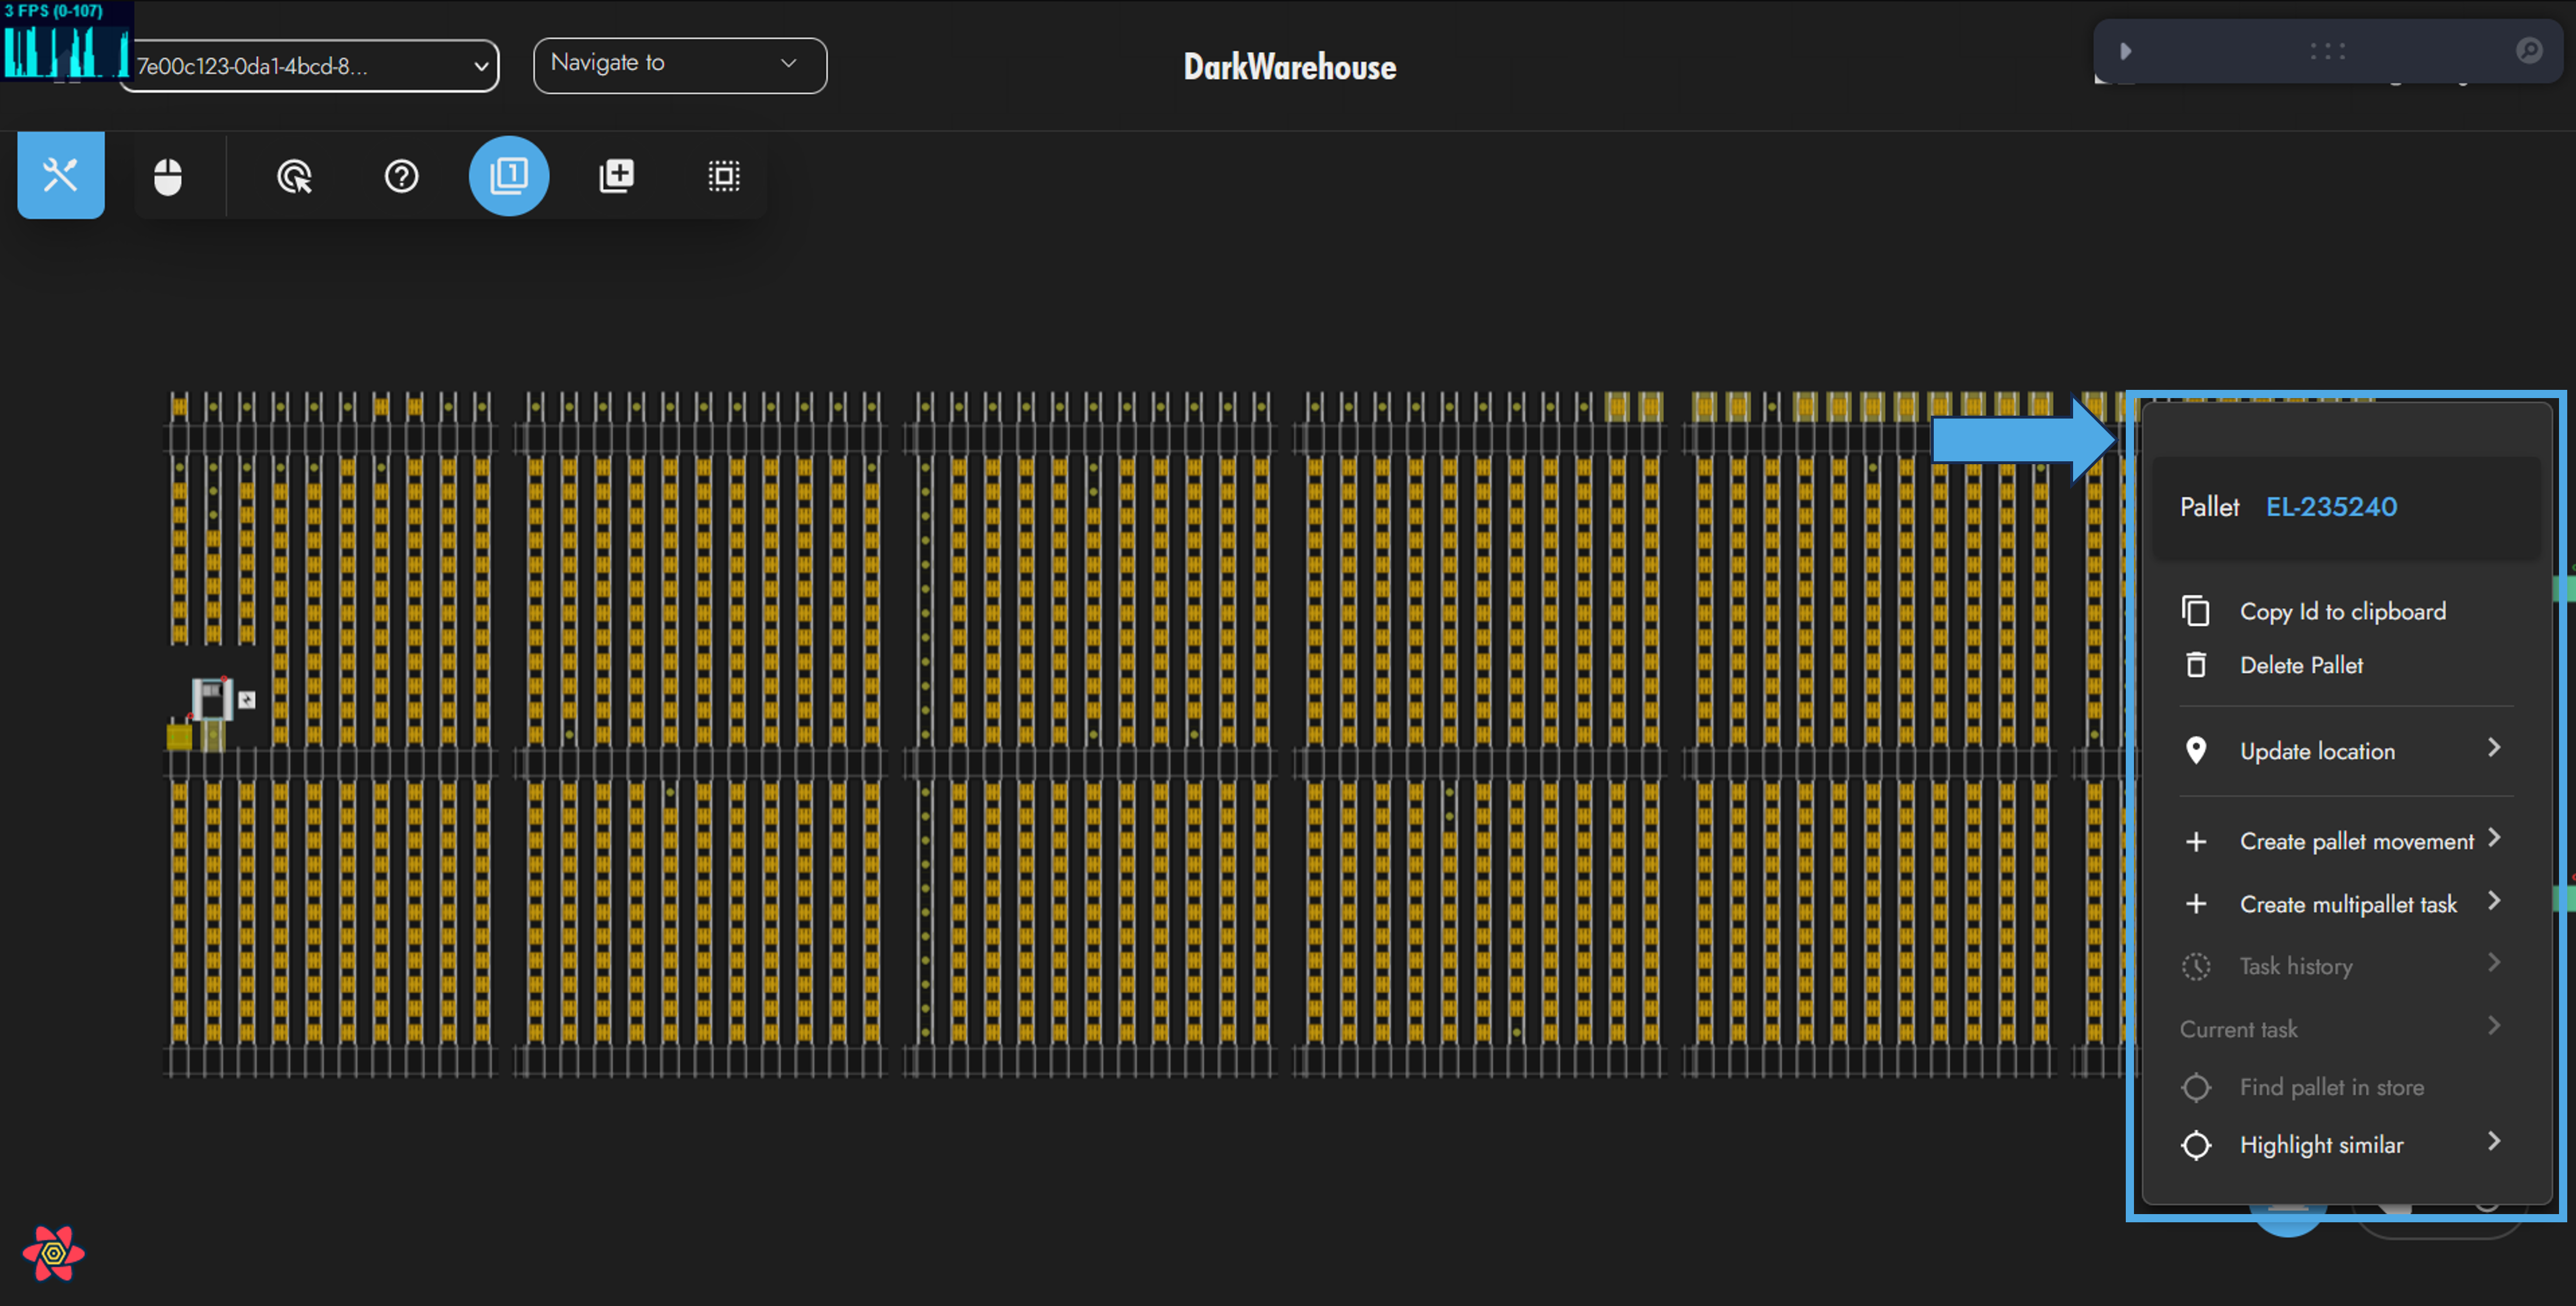 3 FPS (0-107)
7e00c123-0da1-4bcd-8...
Navigate to
DarkWarehouse
1
Pallet EL-235240
Copy Id to clipboard
Delete Pallet
Update location
Create pallet movement
Create multipallet task
Task history
Current task
Find pallet in store
Highlight similar